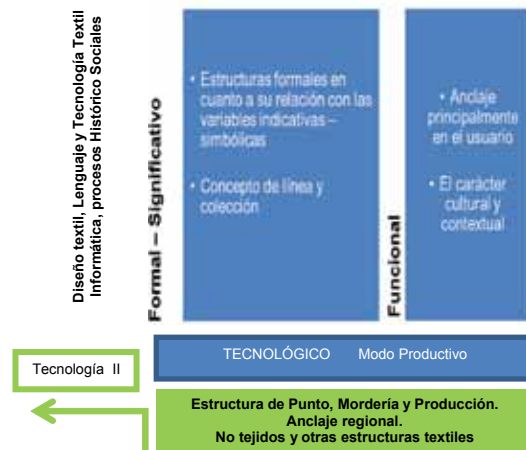 Diseño textil, Lenguaje y Tecnología Textil
Informática, procesos Histórico Sociales
Formal – Significativo
• Estructuras formales en
cuanto a su relación con las
variables indicativas –
simbólicas
• Concepto de línea y
colección
Funcional
• Anclaje
principalmente
en el usuario
• El carácter
cultural y
contextual
Tecnología II
TECNOLÓGICO Modo Productivo
Estructura de Punto, Mordería y Producción.
Anclaje regional.
No tejidos y otras estructuras textiles